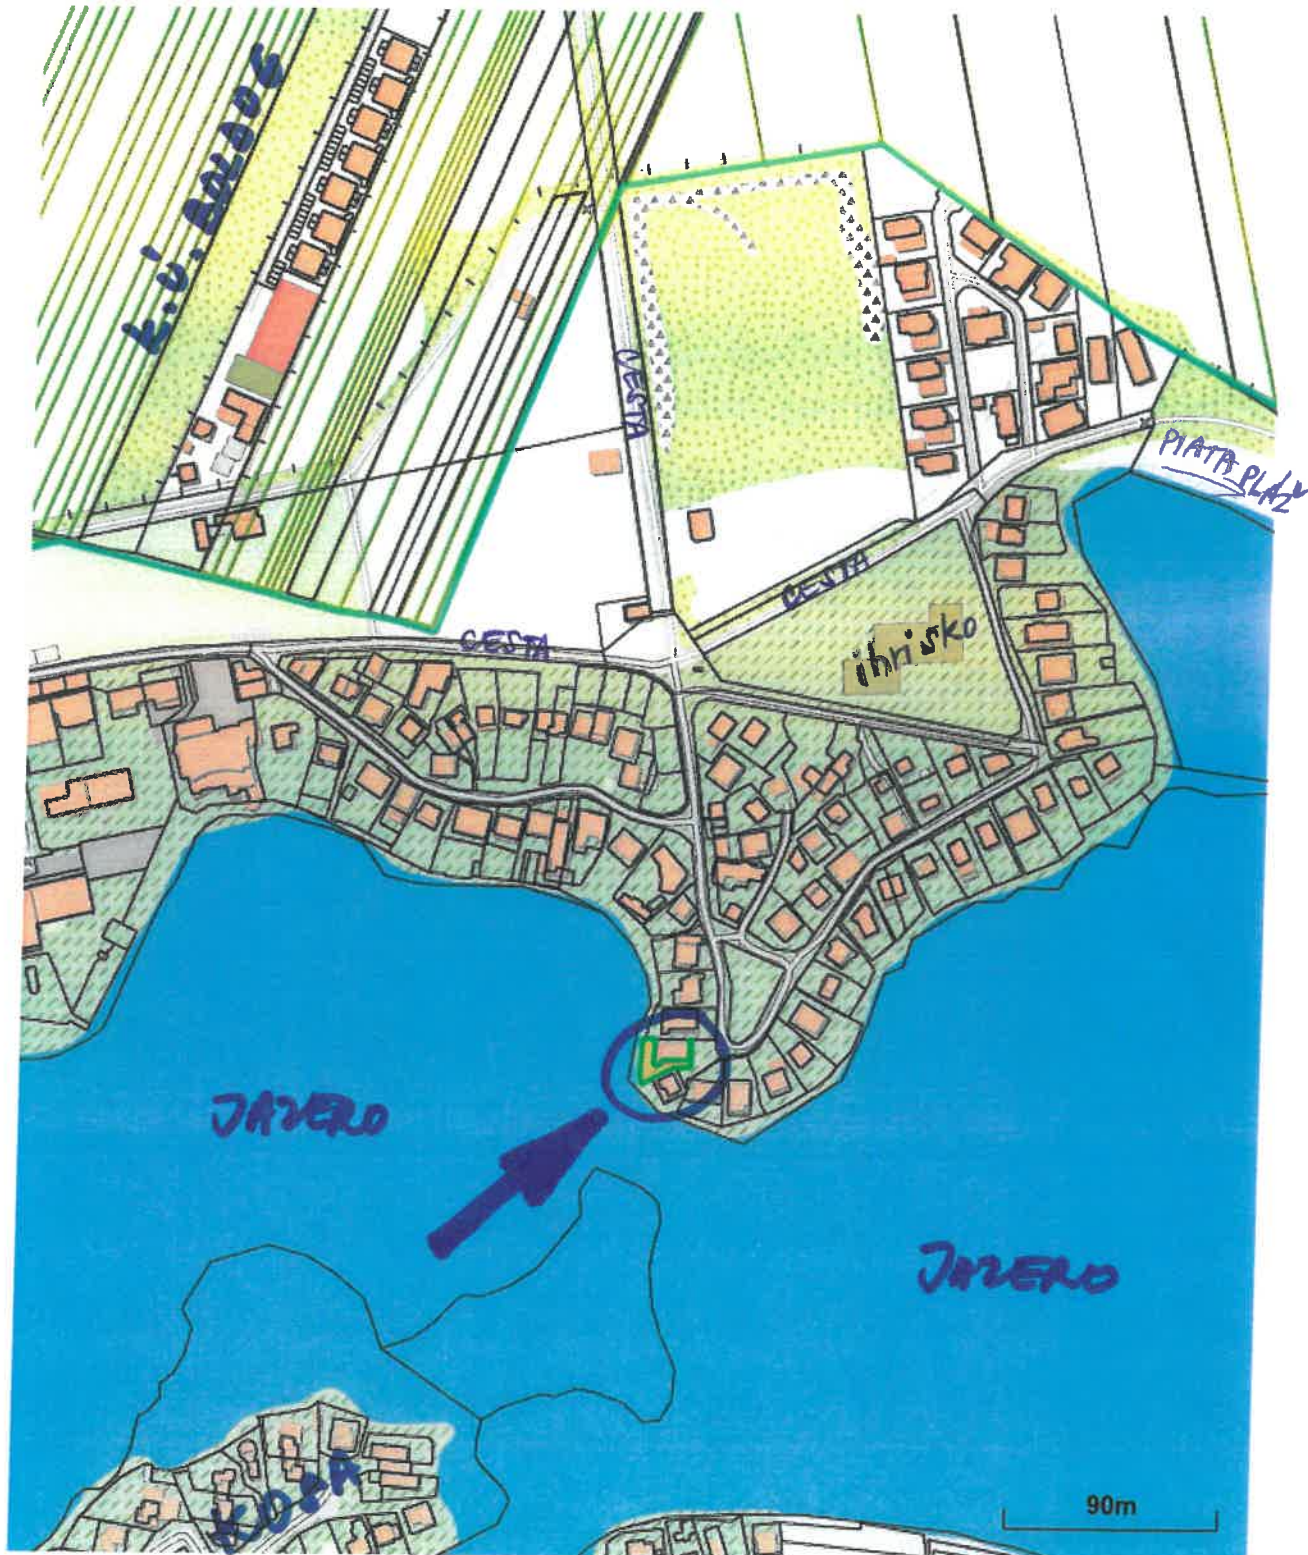 k.ú. BOLDOG
CESTA
PIATA PLÁŽ
CESTA
ihrisko
CESTA
JAZERO
JAZERO
KOSA
90m